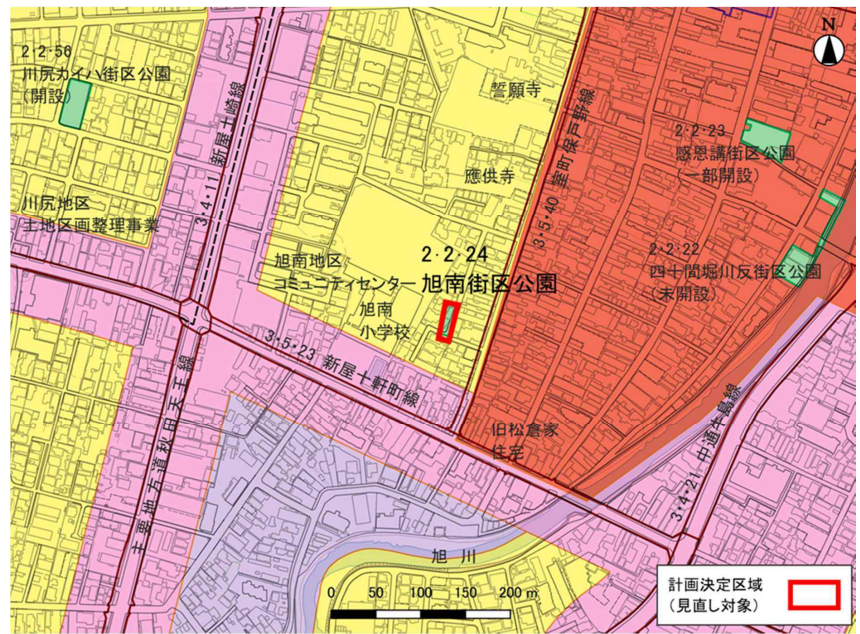 N
2・2・56
川尻カイハ街区公園
(開設)
誓願寺
2・2・23
感恩講街区公園
(一部開設)
3・4・11 新屋土崎線
3・5・40 室町保戸野線
應供寺
川尻地区
土地区画整理事業
旭南地区
コミュニティセンター
2・2・24
旭南街区公園
2・2・22
四十間堀川反街区公園
(未開設)
旭南
小学校
3・5・23 新屋十軒町線
主要地方道秋田天王線
旧松倉家
住宅
3・4・21 中通牛島線
旭川
0 50 100 150 200 m
計画決定区域
(見直し対象)